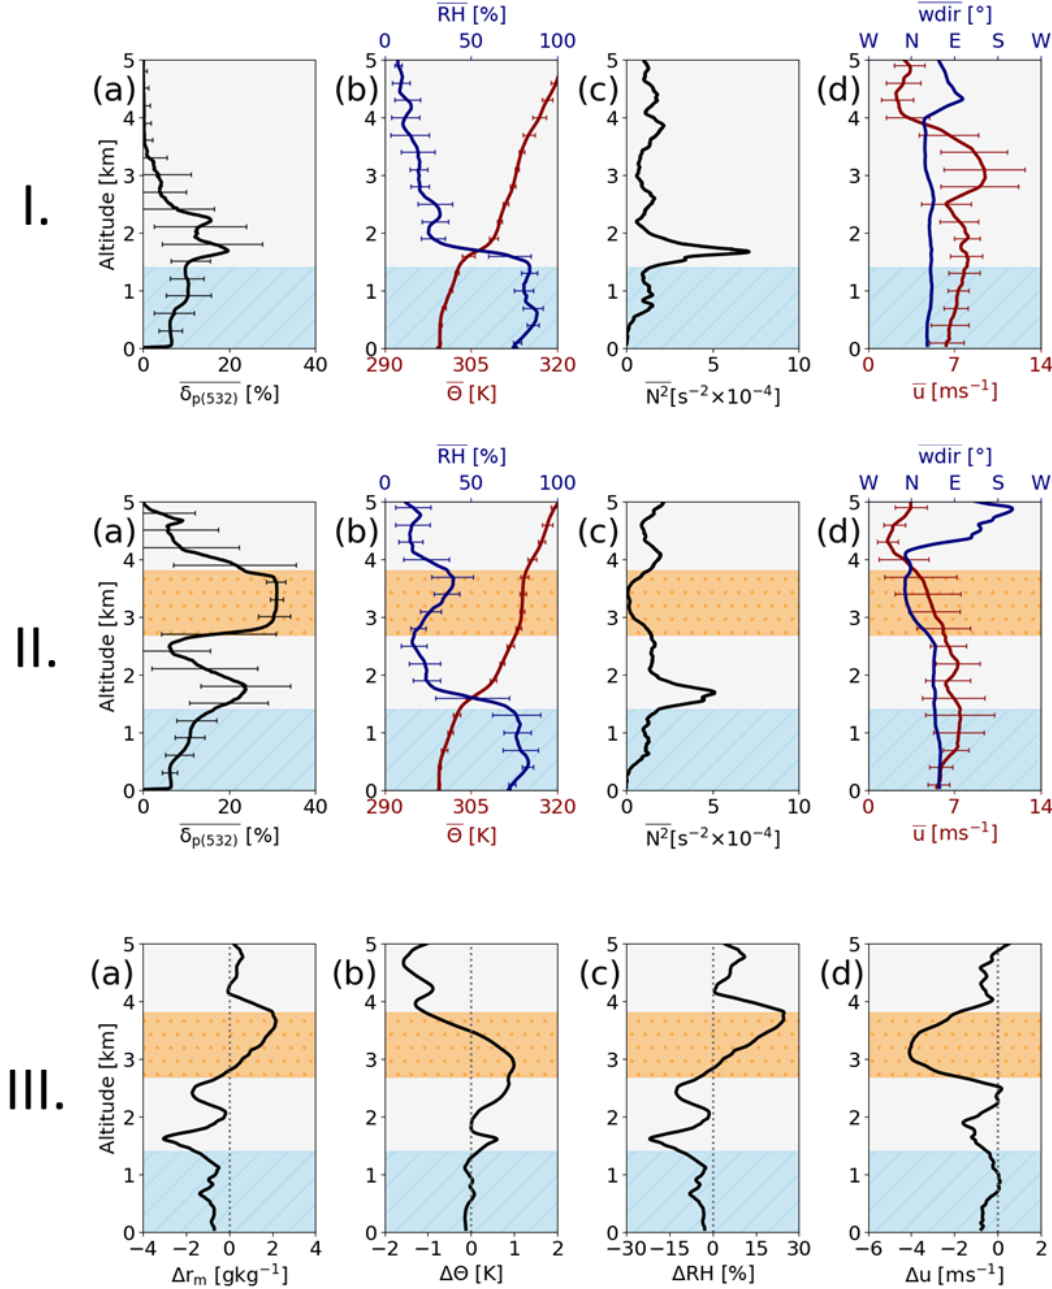 RH [%]
wdir [°]
0 50 100
W N E S W
I.
(a) (b) (c) (d)
Altitude [km]
5
4
3
2
1
0
0 20 40
290 305 320
0 5 10
0 7 14
δp(532) [%]
Θ [K]
N²[s⁻²×10⁻⁴]
u [ms⁻¹]
RH [%]
wdir [°]
0 50 100
W N E S W
II.
(a) (b) (c) (d)
Altitude [km]
5
4
3
2
1
0
0 20 40
290 305 320
0 5 10
0 7 14
δp(532) [%]
Θ [K]
N²[s⁻²×10⁻⁴]
u [ms⁻¹]
III.
(a) (b) (c) (d)
Altitude [km]
5
4
3
2
1
0
−4 −2 0 2 4
−2 −1 0 1 2
−30 −15 0 15 30
−6 −4 −2 0 2
Δrm [gkg⁻¹]
ΔΘ [K]
ΔRH [%]
Δu [ms⁻¹]